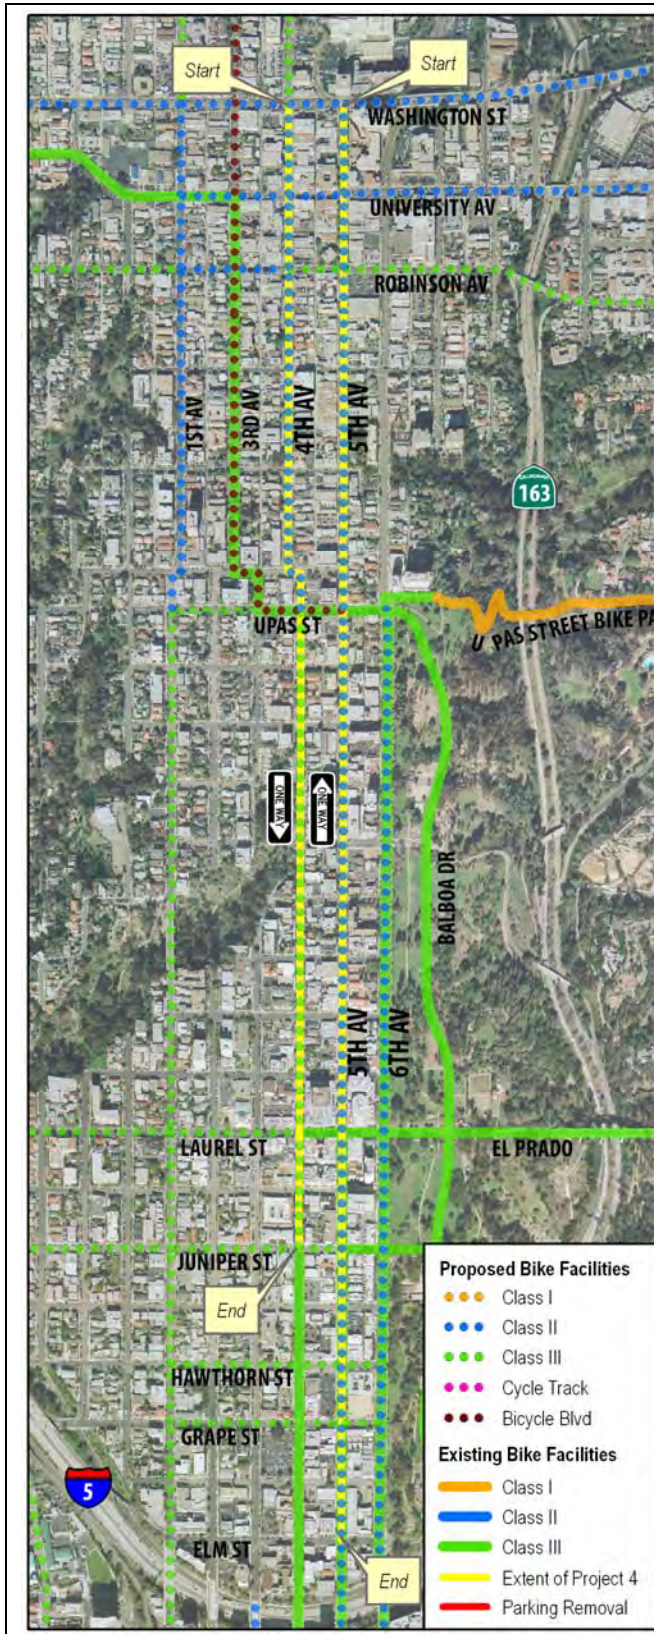 Start
Start
WASHINGTON ST
UNIVERSITY AV
ROBINSON AV
1ST AV
3RD AV
4TH AV
5TH AV
CALIFORNIA
163
UPAS ST
UPAS STREET BIKE PA
ONE WAY
ONE WAY
BALBOA DR
5TH AV
6TH AV
LAUREL ST
EL PRADO
JUNIPER ST
End
HAWTHORN ST
GRAPE ST
5
ELM ST
End
Proposed Bike Facilities
Class I
Class II
Class III
Cycle Track
Bicycle Blvd
Existing Bike Facilities
Class I
Class II
Class III
Extent of Project 4
Parking Removal